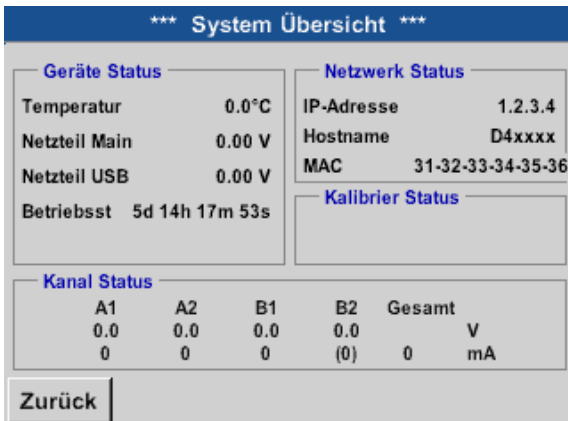 *** System Übersicht ***
Geräte Status
Temperatur 0.0°C
Netzteil Main 0.00 V
Netzteil USB 0.00 V
Betriebsst 5d 14h 17m 53s
Netzwerk Status
IP-Adresse 1.2.3.4
Hostname D4xxxx
MAC 31-32-33-34-35-36
Kalibrier Status
Kanal Status
A1 A2 B1 B2 Gesamt
0.0 0.0 0.0 0.0 V
0 0 0 (0) 0 mA
Zurück